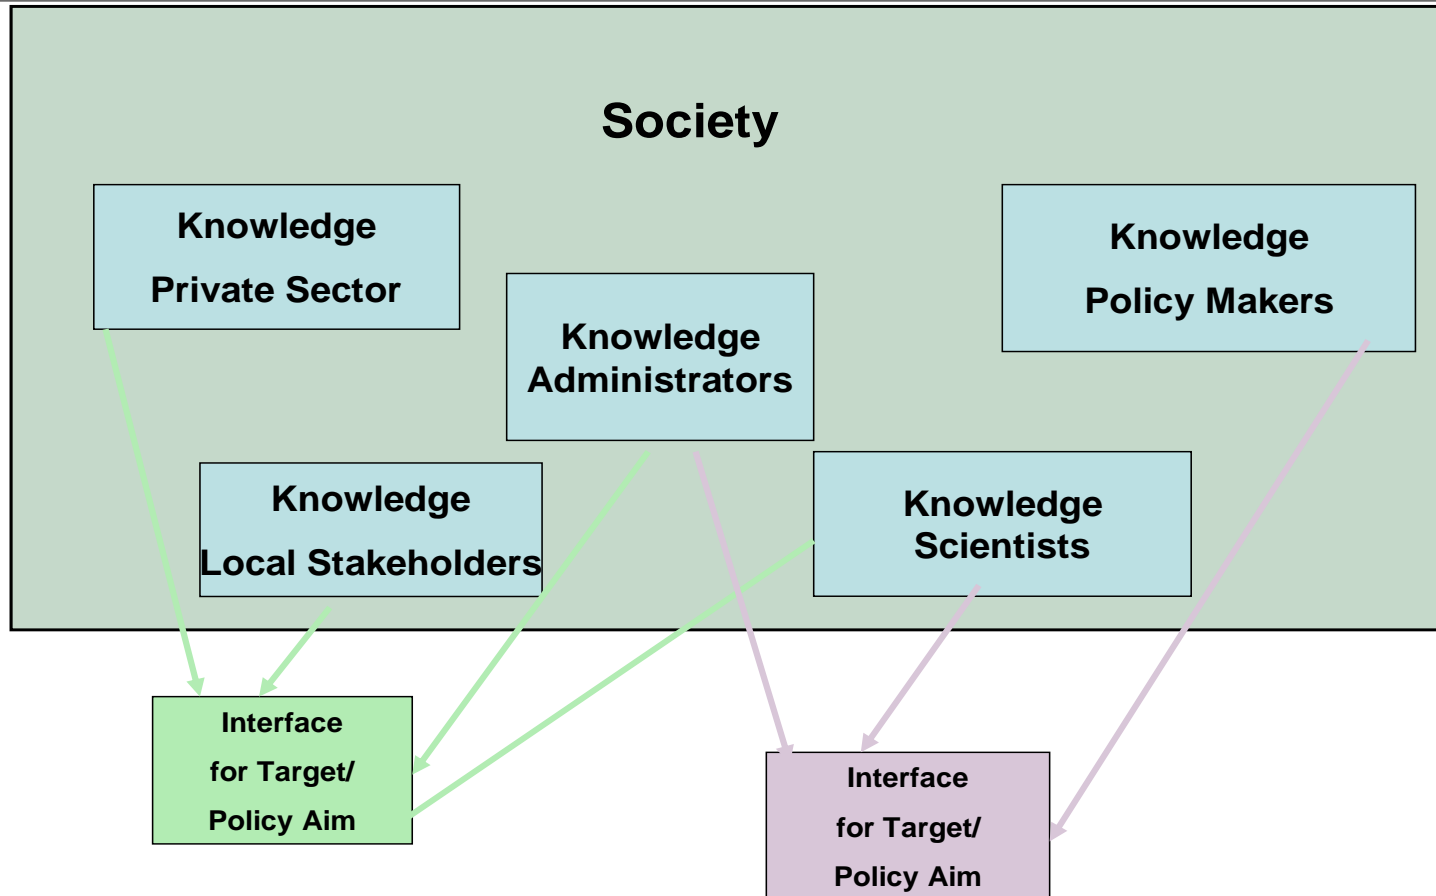 Society
Knowledge
Private Sector
Knowledge
Policy Makers
Knowledge
Administrators
Knowledge
Local Stakeholders
Knowledge
Scientists
Interface
for Target/
Policy Aim
Interface
for Target/
Policy Aim